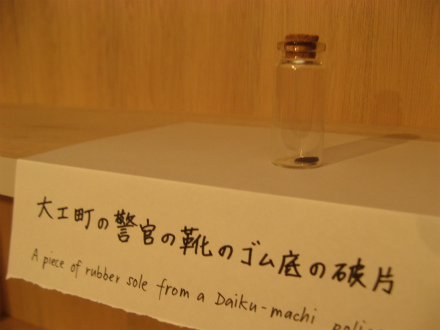 大工町の警官の靴のゴム底の破片
A piece of rubber sole from a Daiku-machi